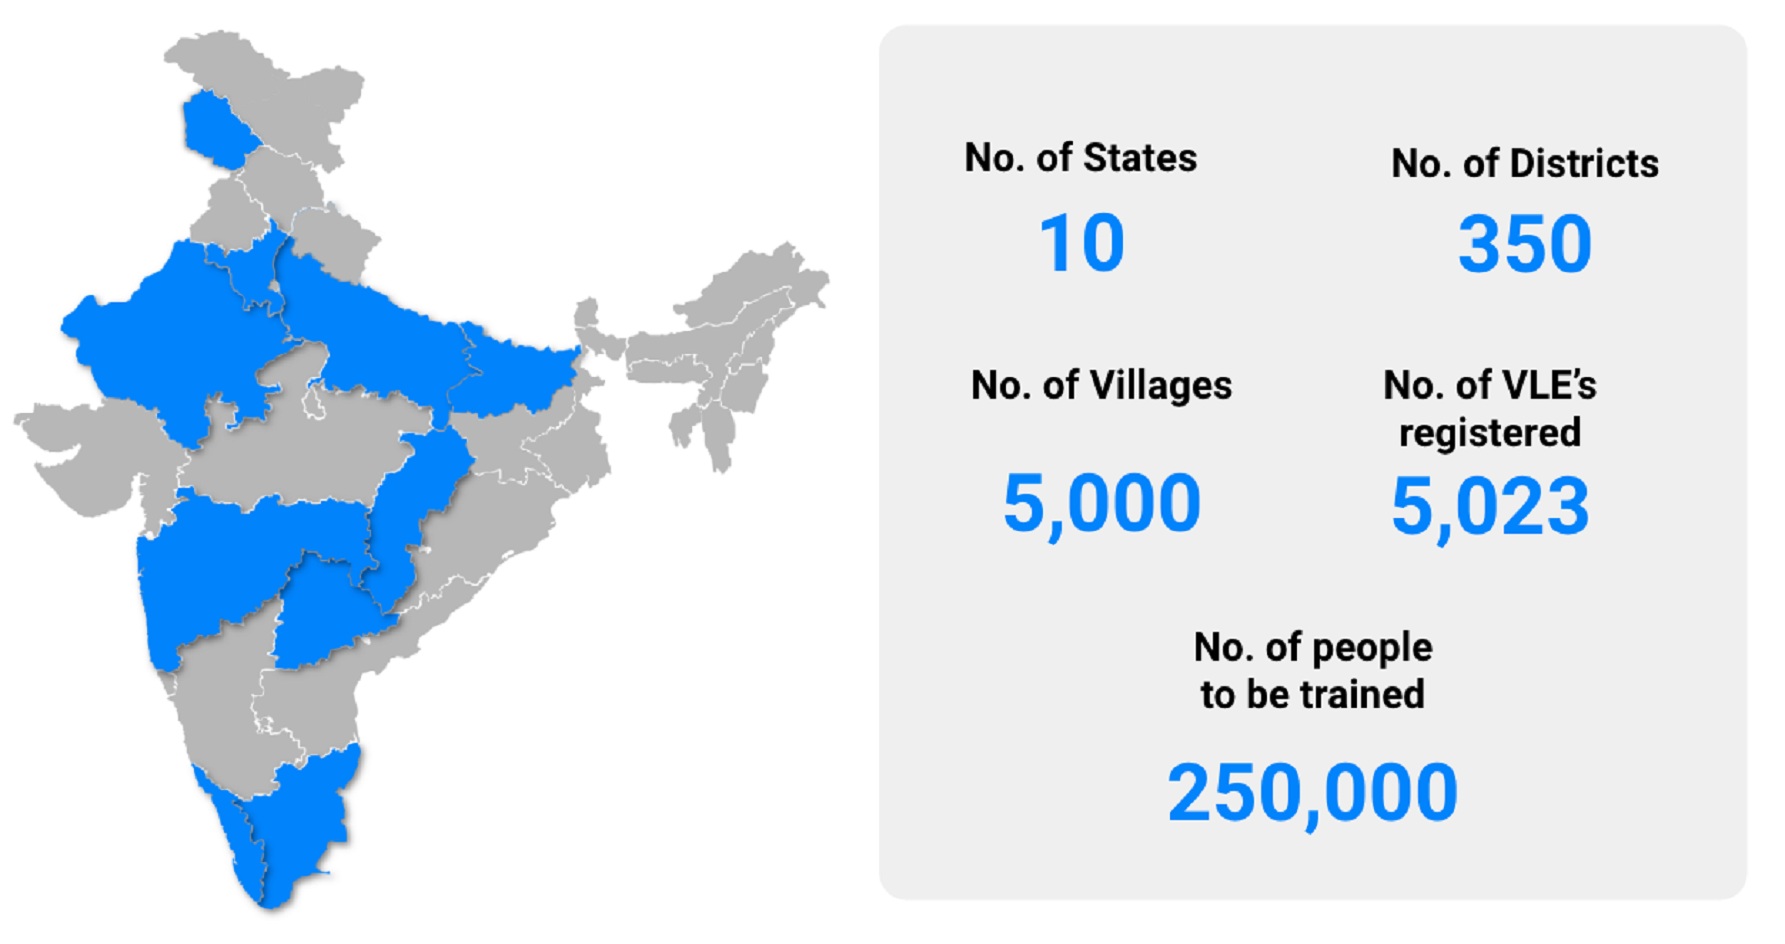 No. of States
10
No. of Districts
350
No. of Villages
5,000
No. of VLE’s
registered
5,023
No. of people
to be trained
250,000